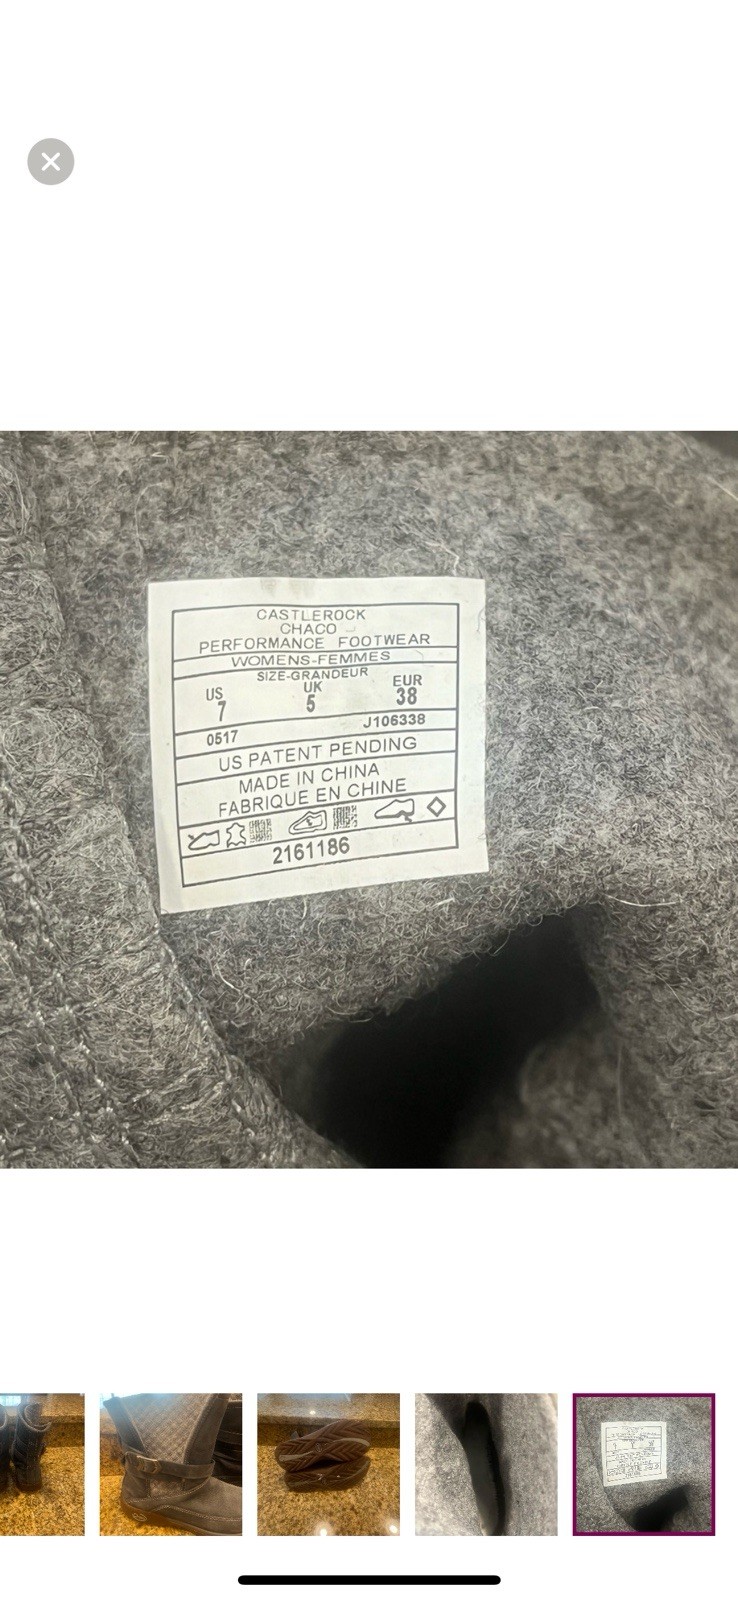 CASTLEROCK
CHACO
PERFORMANCE FOOTWEAR
WOMENS-FEMMES
SIZE-GRANDEUR
US UK EUR
7 5 38
0517 J106338
US PATENT PENDING
MADE IN CHINA
FABRIQUE EN CHINE
2161186